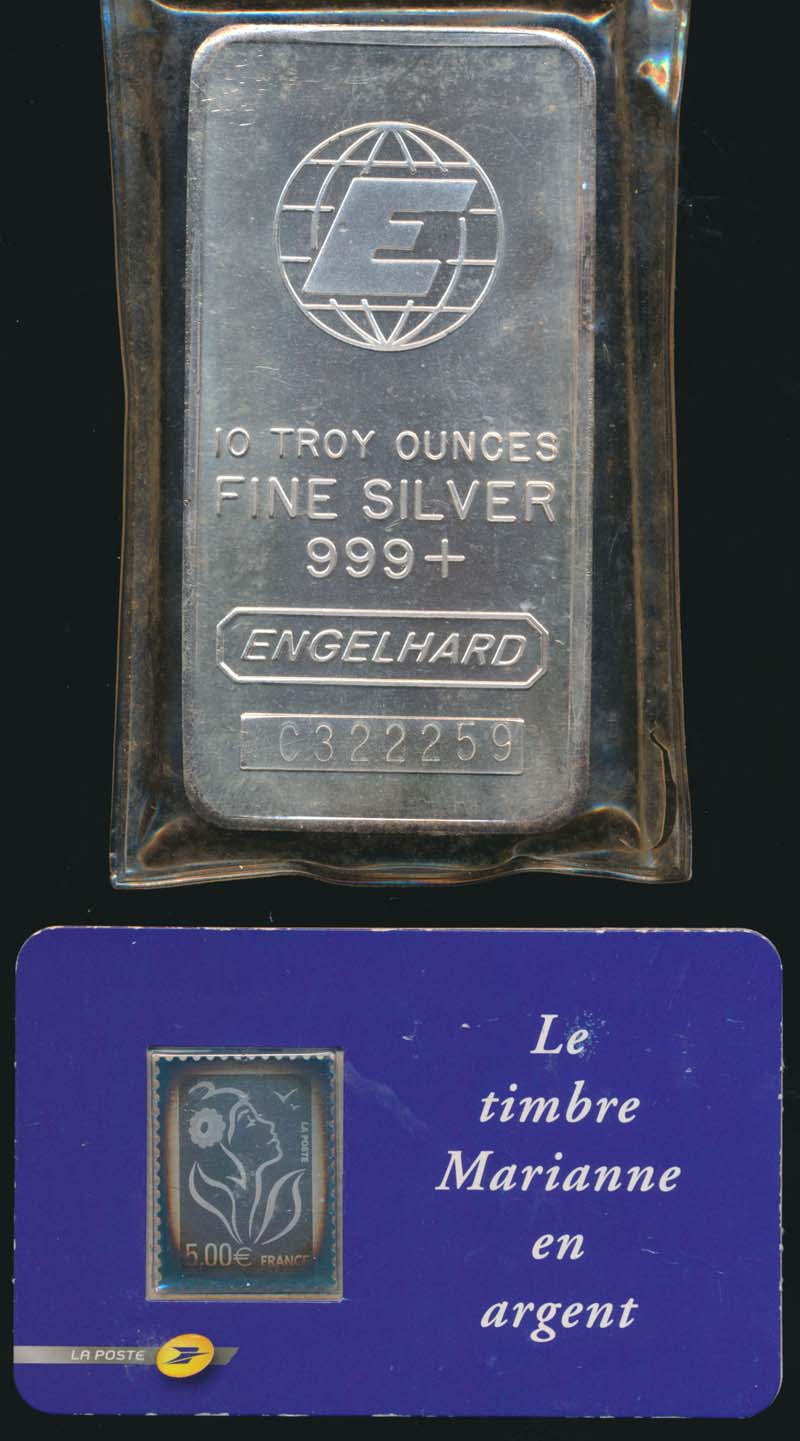 E
10 TROY OUNCES
FINE SILVER
999+
ENGELHARD
C322259
Le
timbre
Marianne
en
argent
LA POSTE
5.00€ FRANCE
LA POSTE